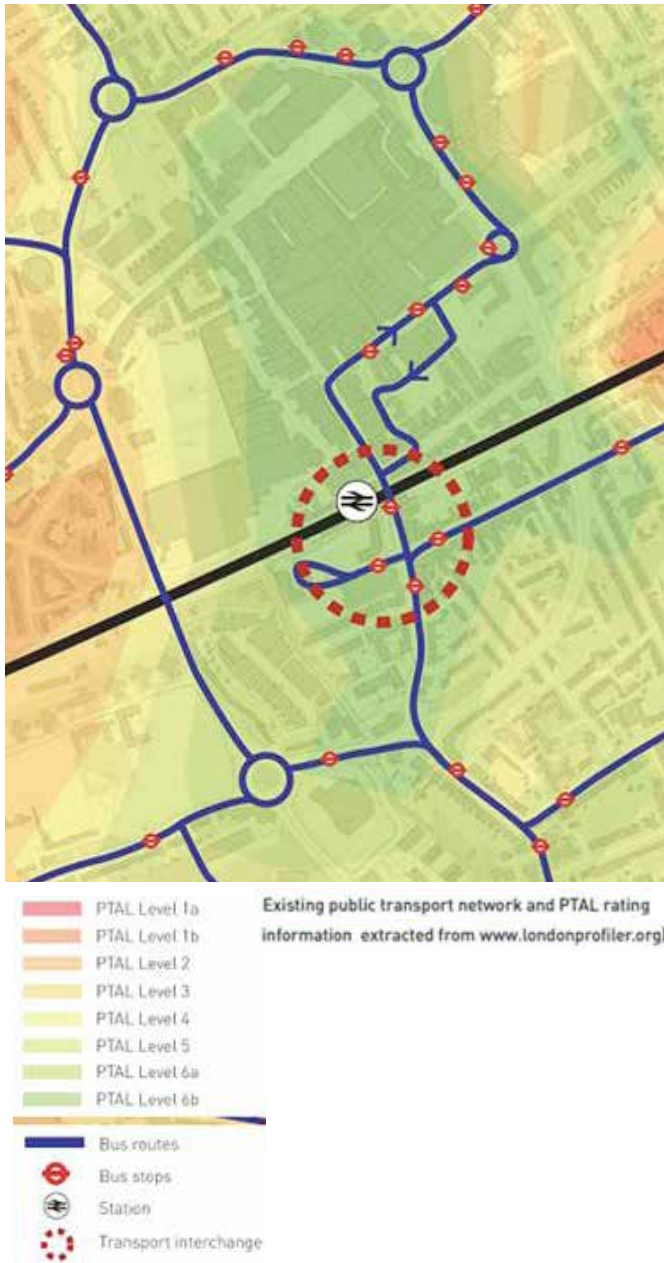 PTAL Level 1a
PTAL Level 1b
PTAL Level 2
PTAL Level 3
PTAL Level 4
PTAL Level 5
PTAL Level 6a
PTAL Level 6b
Bus routes
Bus stops
Station
Transport interchange
Existing public transport network and PTAL rating
information extracted from www.londonprofiler.org)